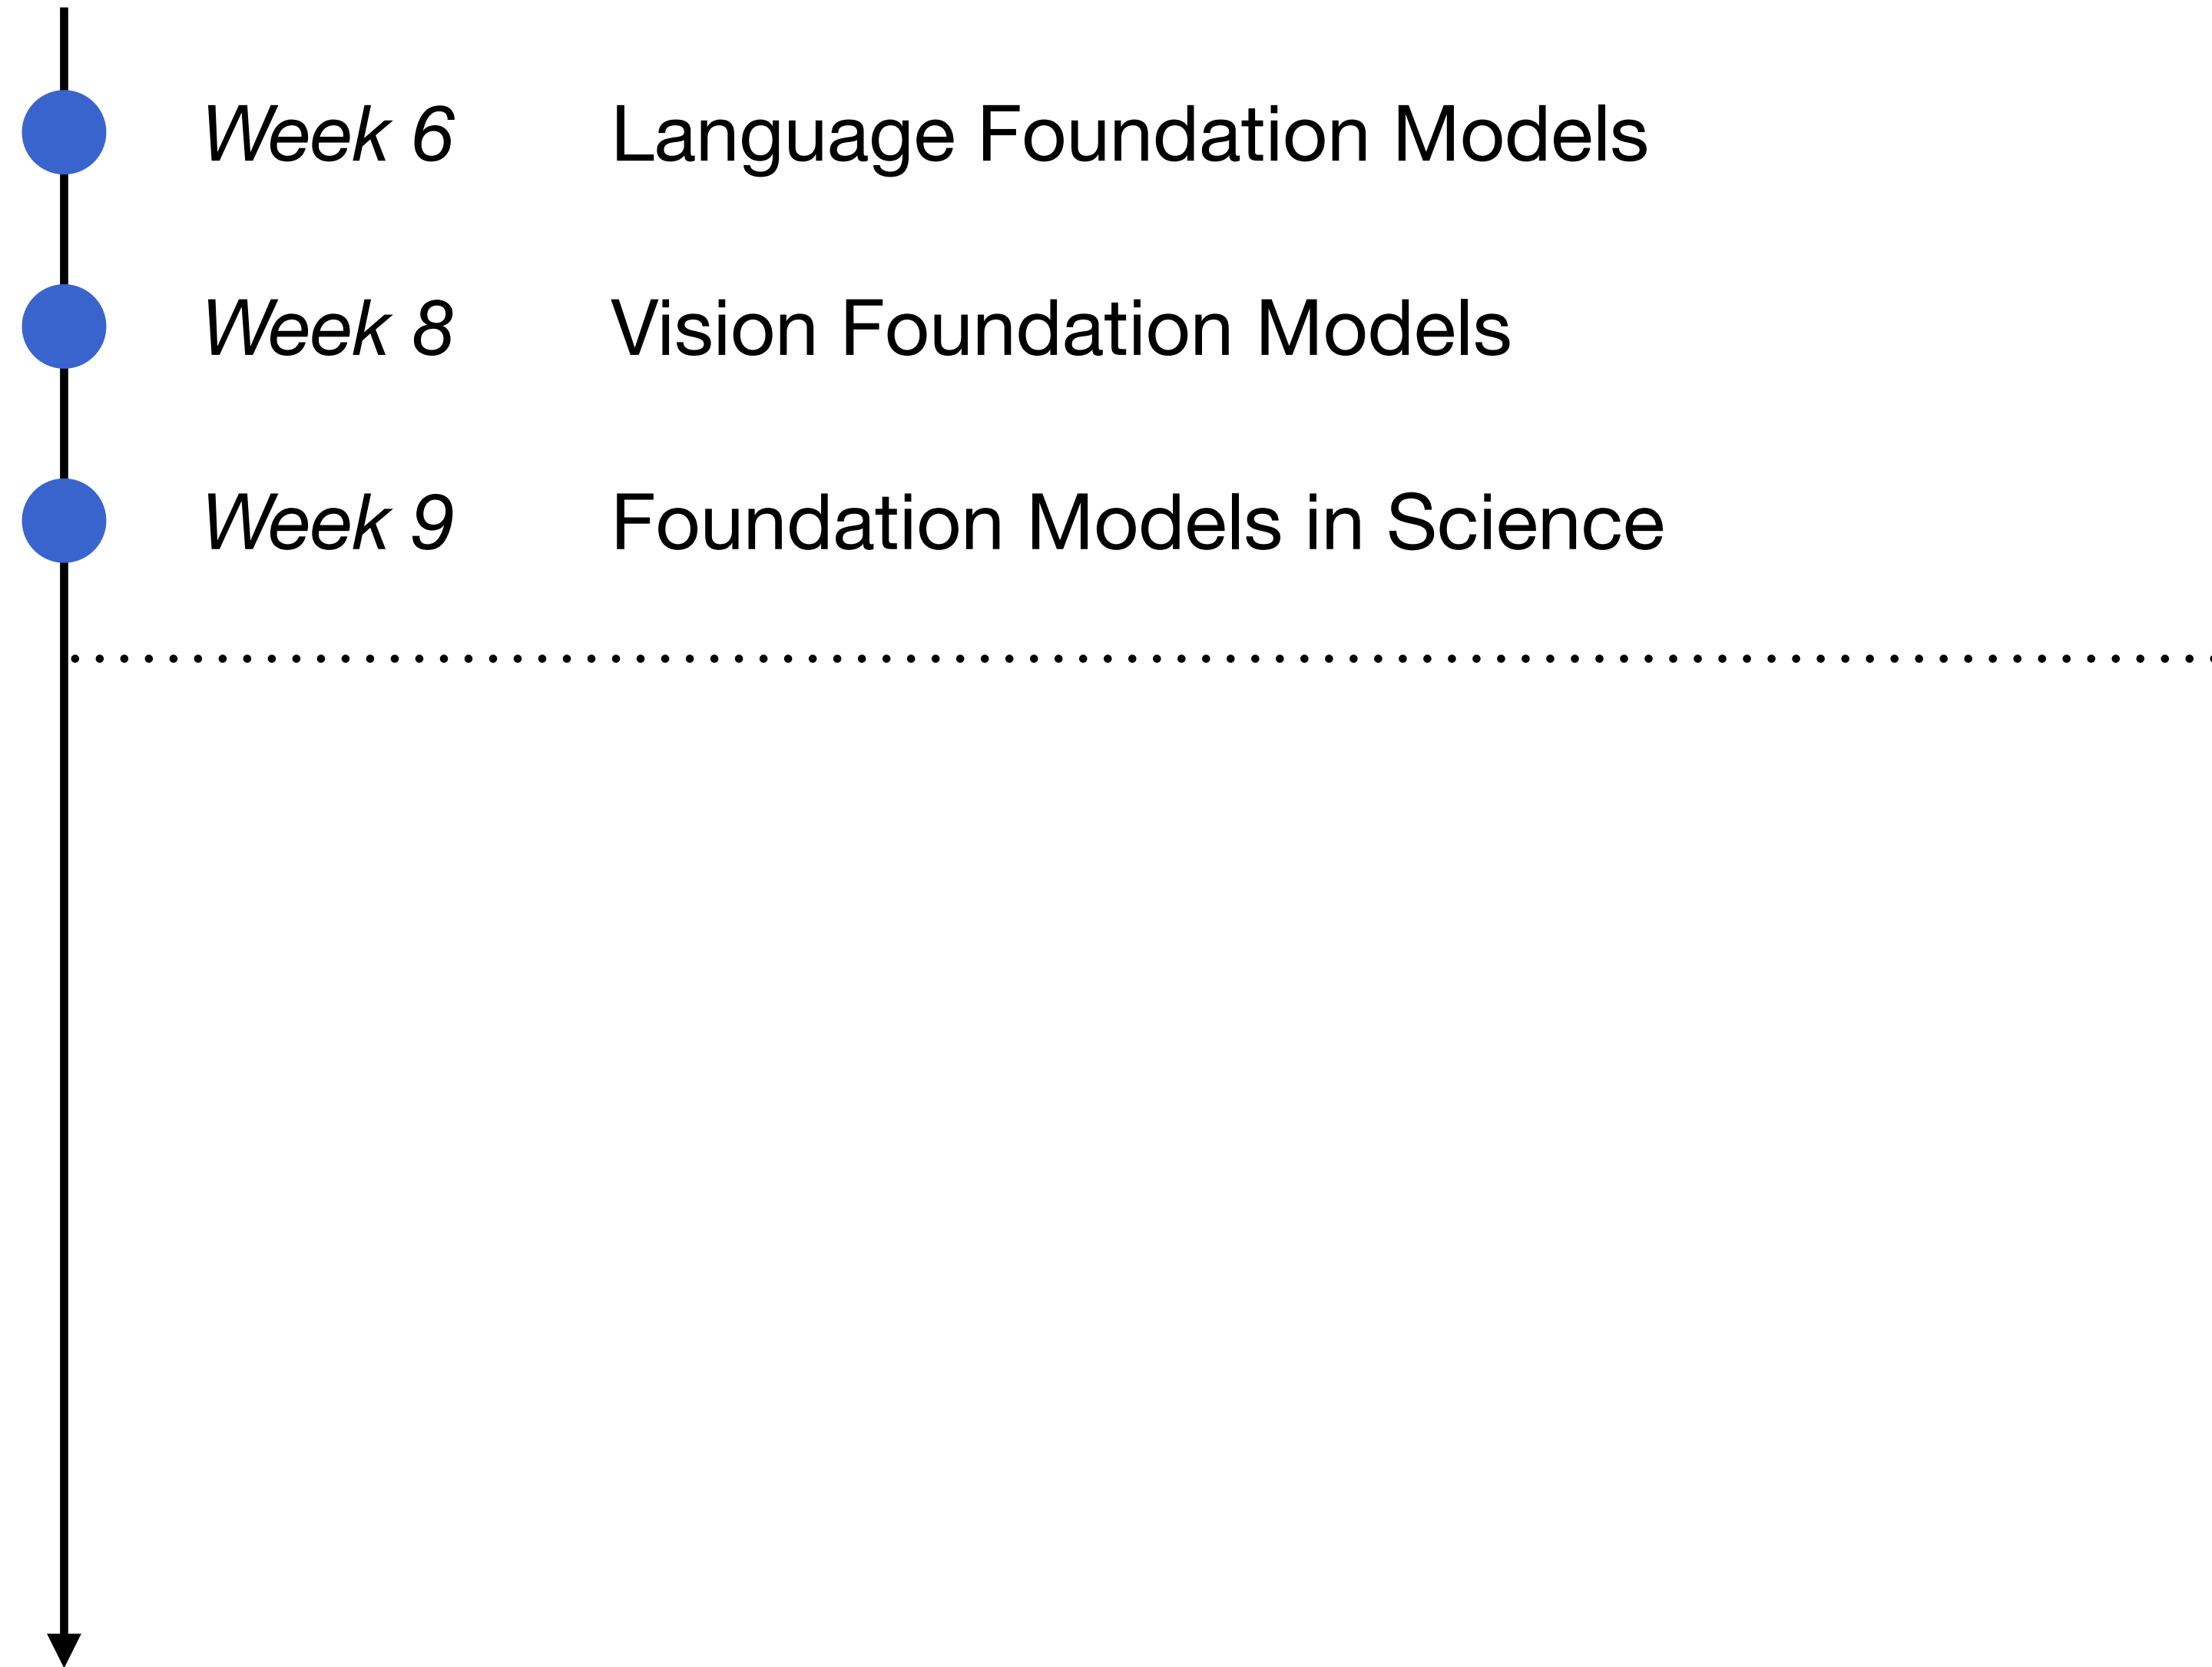 Week 6 Language Foundation Models
Week 8 Vision Foundation Models
Week 9 Foundation Models in Science